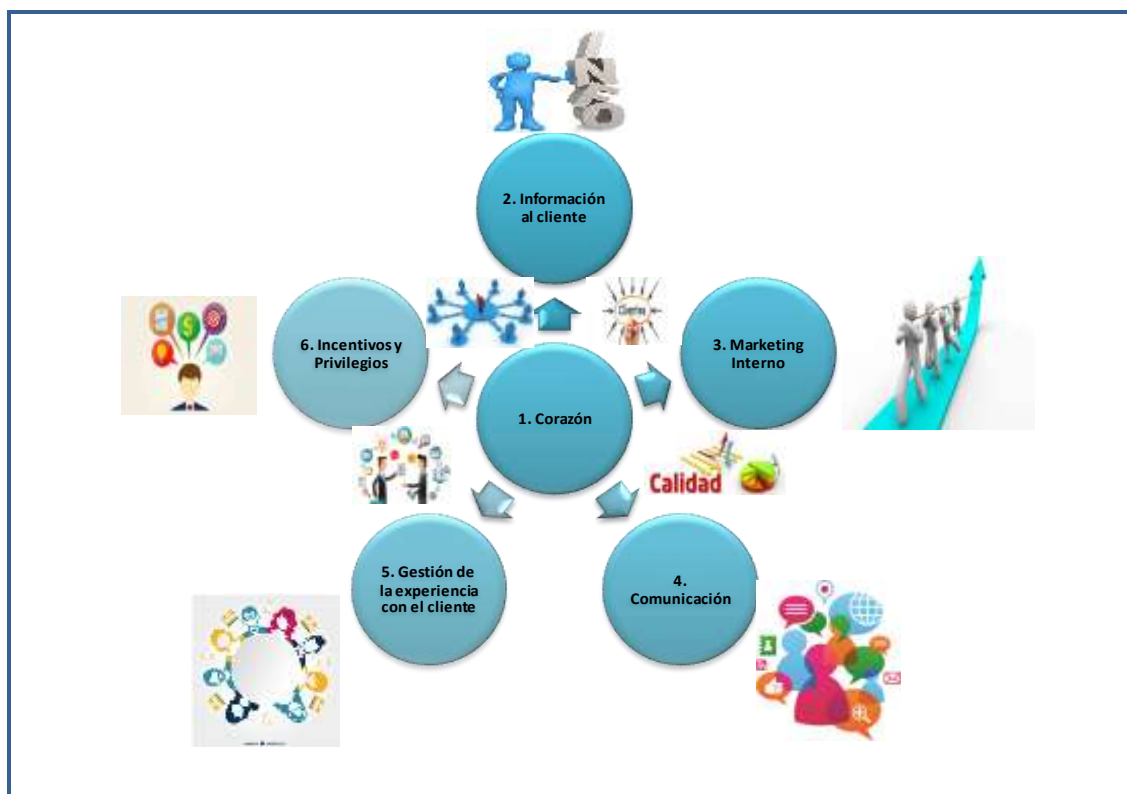 2. Información
al cliente
Clientes
6. Incentivos y
Privilegios
3. Marketing
Interno
1. Corazón
Calidad
5. Gestión de
la experiencia
con el cliente
4.
Comunicación